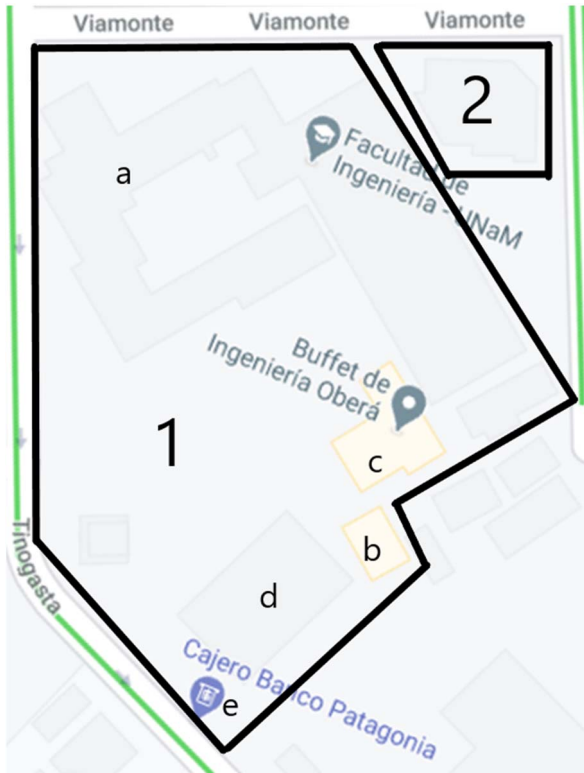 Viamonte
Viamonte
Viamonte
2
a
Facultad de
Ingeniería - UNaM
Buffet de
Ingeniería Oberá
1
c
b
Tinogasta
d
Cajero Banco Patagonia
e